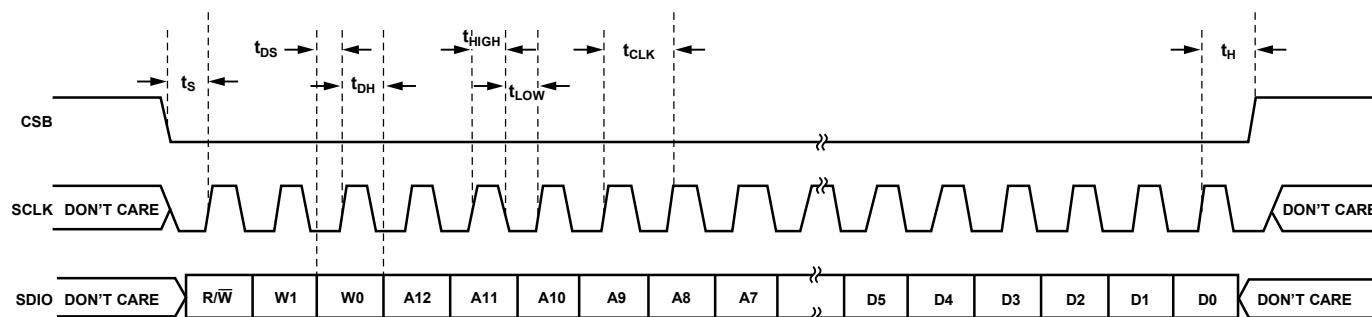 tDS
tHIGH
tCLK
tH
tS
tDH
tLOW
CSB
SCLK DON'T CARE DON'T CARE
SDIO DON'T CARE R/W̅ W1 W0 A12 A11 A10 A9 A8 A7 D5 D4 D3 D2 D1 D0 DON'T CARE